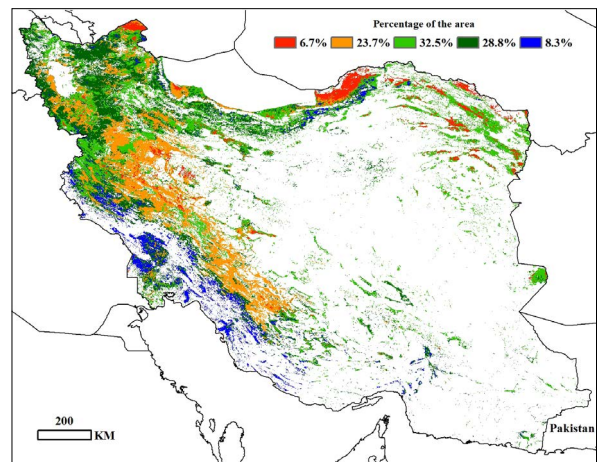 Percentage of the area
6.7% 23.7% 32.5% 28.8% 8.3%
Pakistan
200
KM